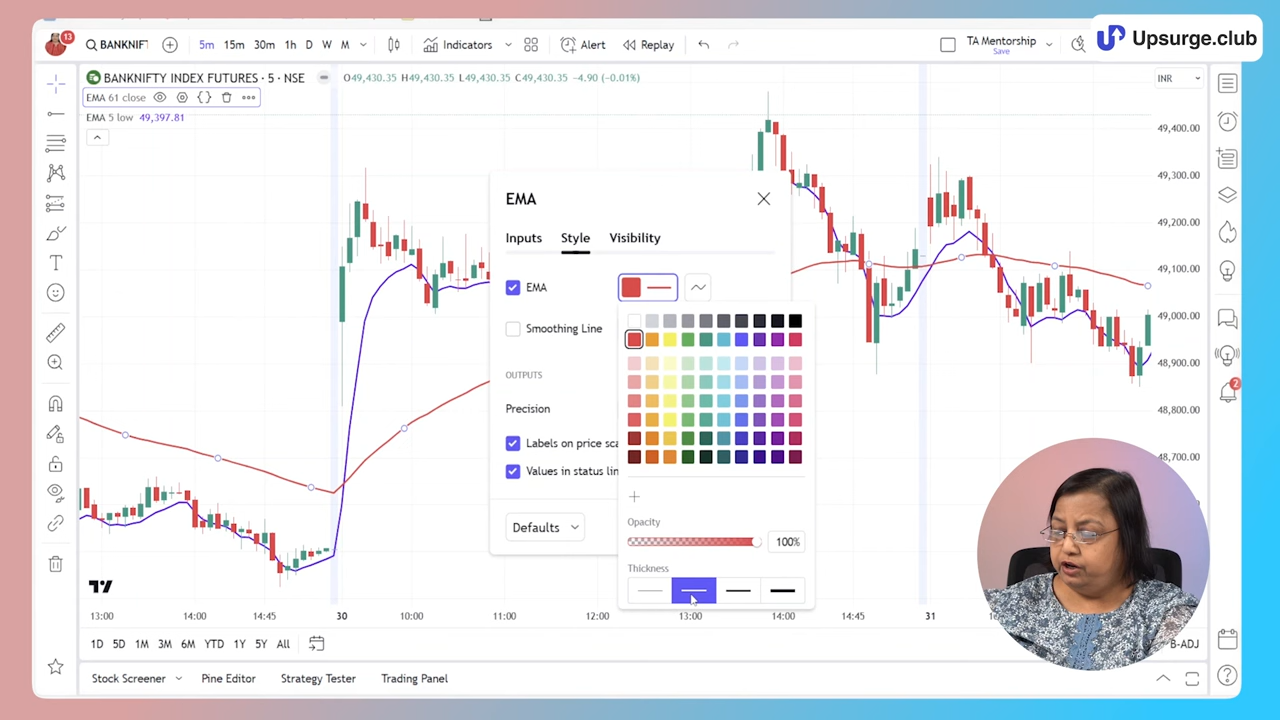 Upsurge.club
13
BANKNIFT
5m 15m 30m 1h D W M
Indicators
Alert
Replay
TA Mentorship
Save
BANKNIFTY INDEX FUTURES · 5 · NSE
O49,430.35 H49,430.35 L49,430.35 C49,430.35 −4.90 (−0.01%)
INR
EMA 61 close
EMA 5 low 49,397.81
49,400.00
49,300.00
49,200.00
49,100.00
49,000.00
48,900.00
48,800.00
48,700.00
EMA
Inputs Style Visibility
EMA
Smoothing Line
OUTPUTS
Precision
Labels on price sca
Values in status lin
Defaults
Opacity
100%
Thickness
2
13:00 14:00 14:45 30 10:00 11:00 12:00 13:00 14:00 14:45 31
1D 5D 1M 3M 6M YTD 1Y 5Y All
B-ADJ
Stock Screener Pine Editor Strategy Tester Trading Panel